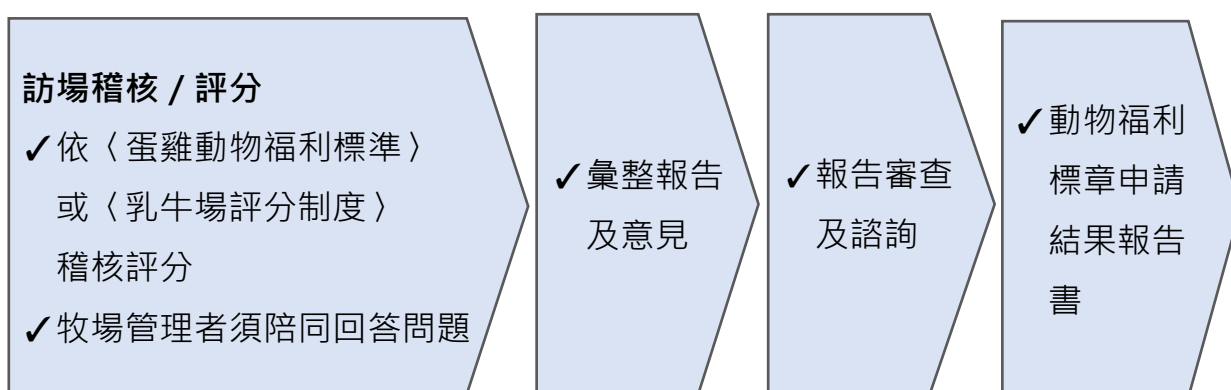 訪場稽核 / 評分
✓依〈蛋雞動物福利標準〉
或〈乳牛場評分制度〉
稽核評分
✓牧場管理者須陪同回答問題
✓彙整報告
及意見
✓報告審查
及諮詢
✓動物福利
標章申請
結果報告
書